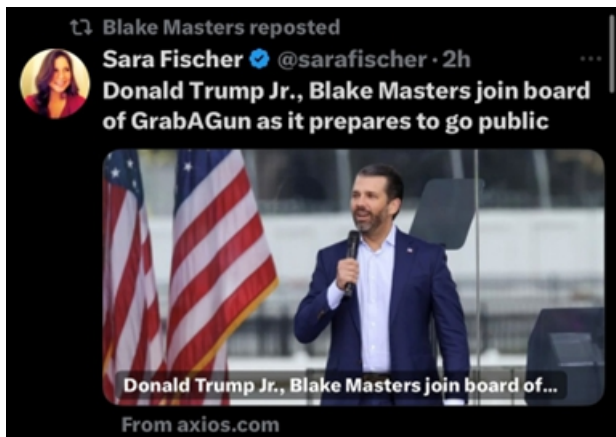 Blake Masters reposted
Sara Fischer @sarafischer · 2h ...
Donald Trump Jr., Blake Masters join board
of GrabAGun as it prepares to go public
Donald Trump Jr., Blake Masters join board of...
From axios.com